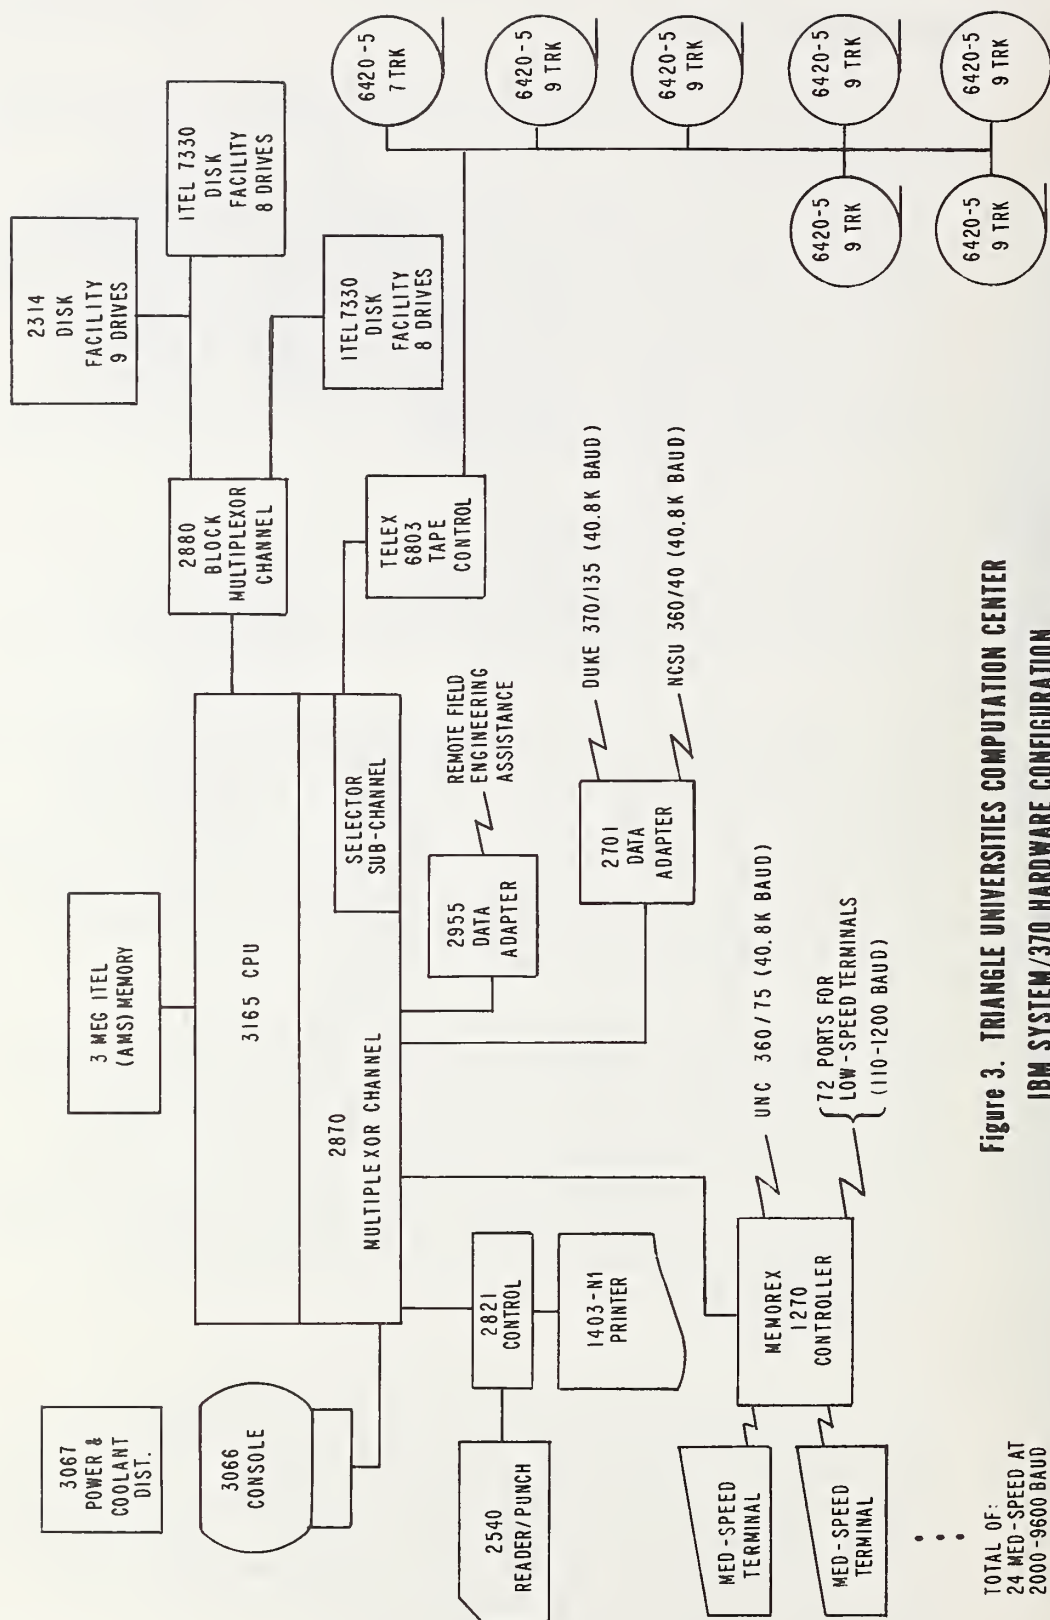 3067
POWER &
COOLANT
DIST.
3066
CONSOLE
3 MEG ITEL
(AMS) MEMORY
3165 CPU
2870
MULTIPLEXOR CHANNEL
SELECTOR
SUB-CHANNEL
2880
BLOCK
MULTIPLEXOR
CHANNEL
2314
DISK
FACILITY
9 DRIVES
ITEL 7330
DISK
FACILITY
8 DRIVES
ITEL7330
DISK
FACILITY
8 DRIVES
TELEX
6803
TAPE
CONTROL
6420-5
7 TRK
6420-5
9 TRK
6420-5
9 TRK
6420-5
9 TRK
6420-5
9 TRK
6420-5
9 TRK
6420-5
9 TRK
REMOTE FIELD
ENGINEERING
ASSISTANCE
2955
DATA
ADAPTER
2701
DATA
ADAPTER
DUKE 370/135 (40.8K BAUD)
NCSU 360/40 (40.8K BAUD)
2540
READER/PUNCH
2821
CONTROL
1403-N1
PRINTER
MED-SPEED
TERMINAL
MED-SPEED
TERMINAL
MEMOREX
1270
CONTROLLER
UNC 360/75 (40.8K BAUD)
72 PORTS FOR
LOW-SPEED TERMINALS
(110-1200 BAUD)
TOTAL OF:
24 MED-SPEED AT
2000-9600 BAUD
Figure 3. TRIANGLE UNIVERSITIES COMPUTATION CENTER
IBM SYSTEM/370 HARDWARE CONFIGURATION